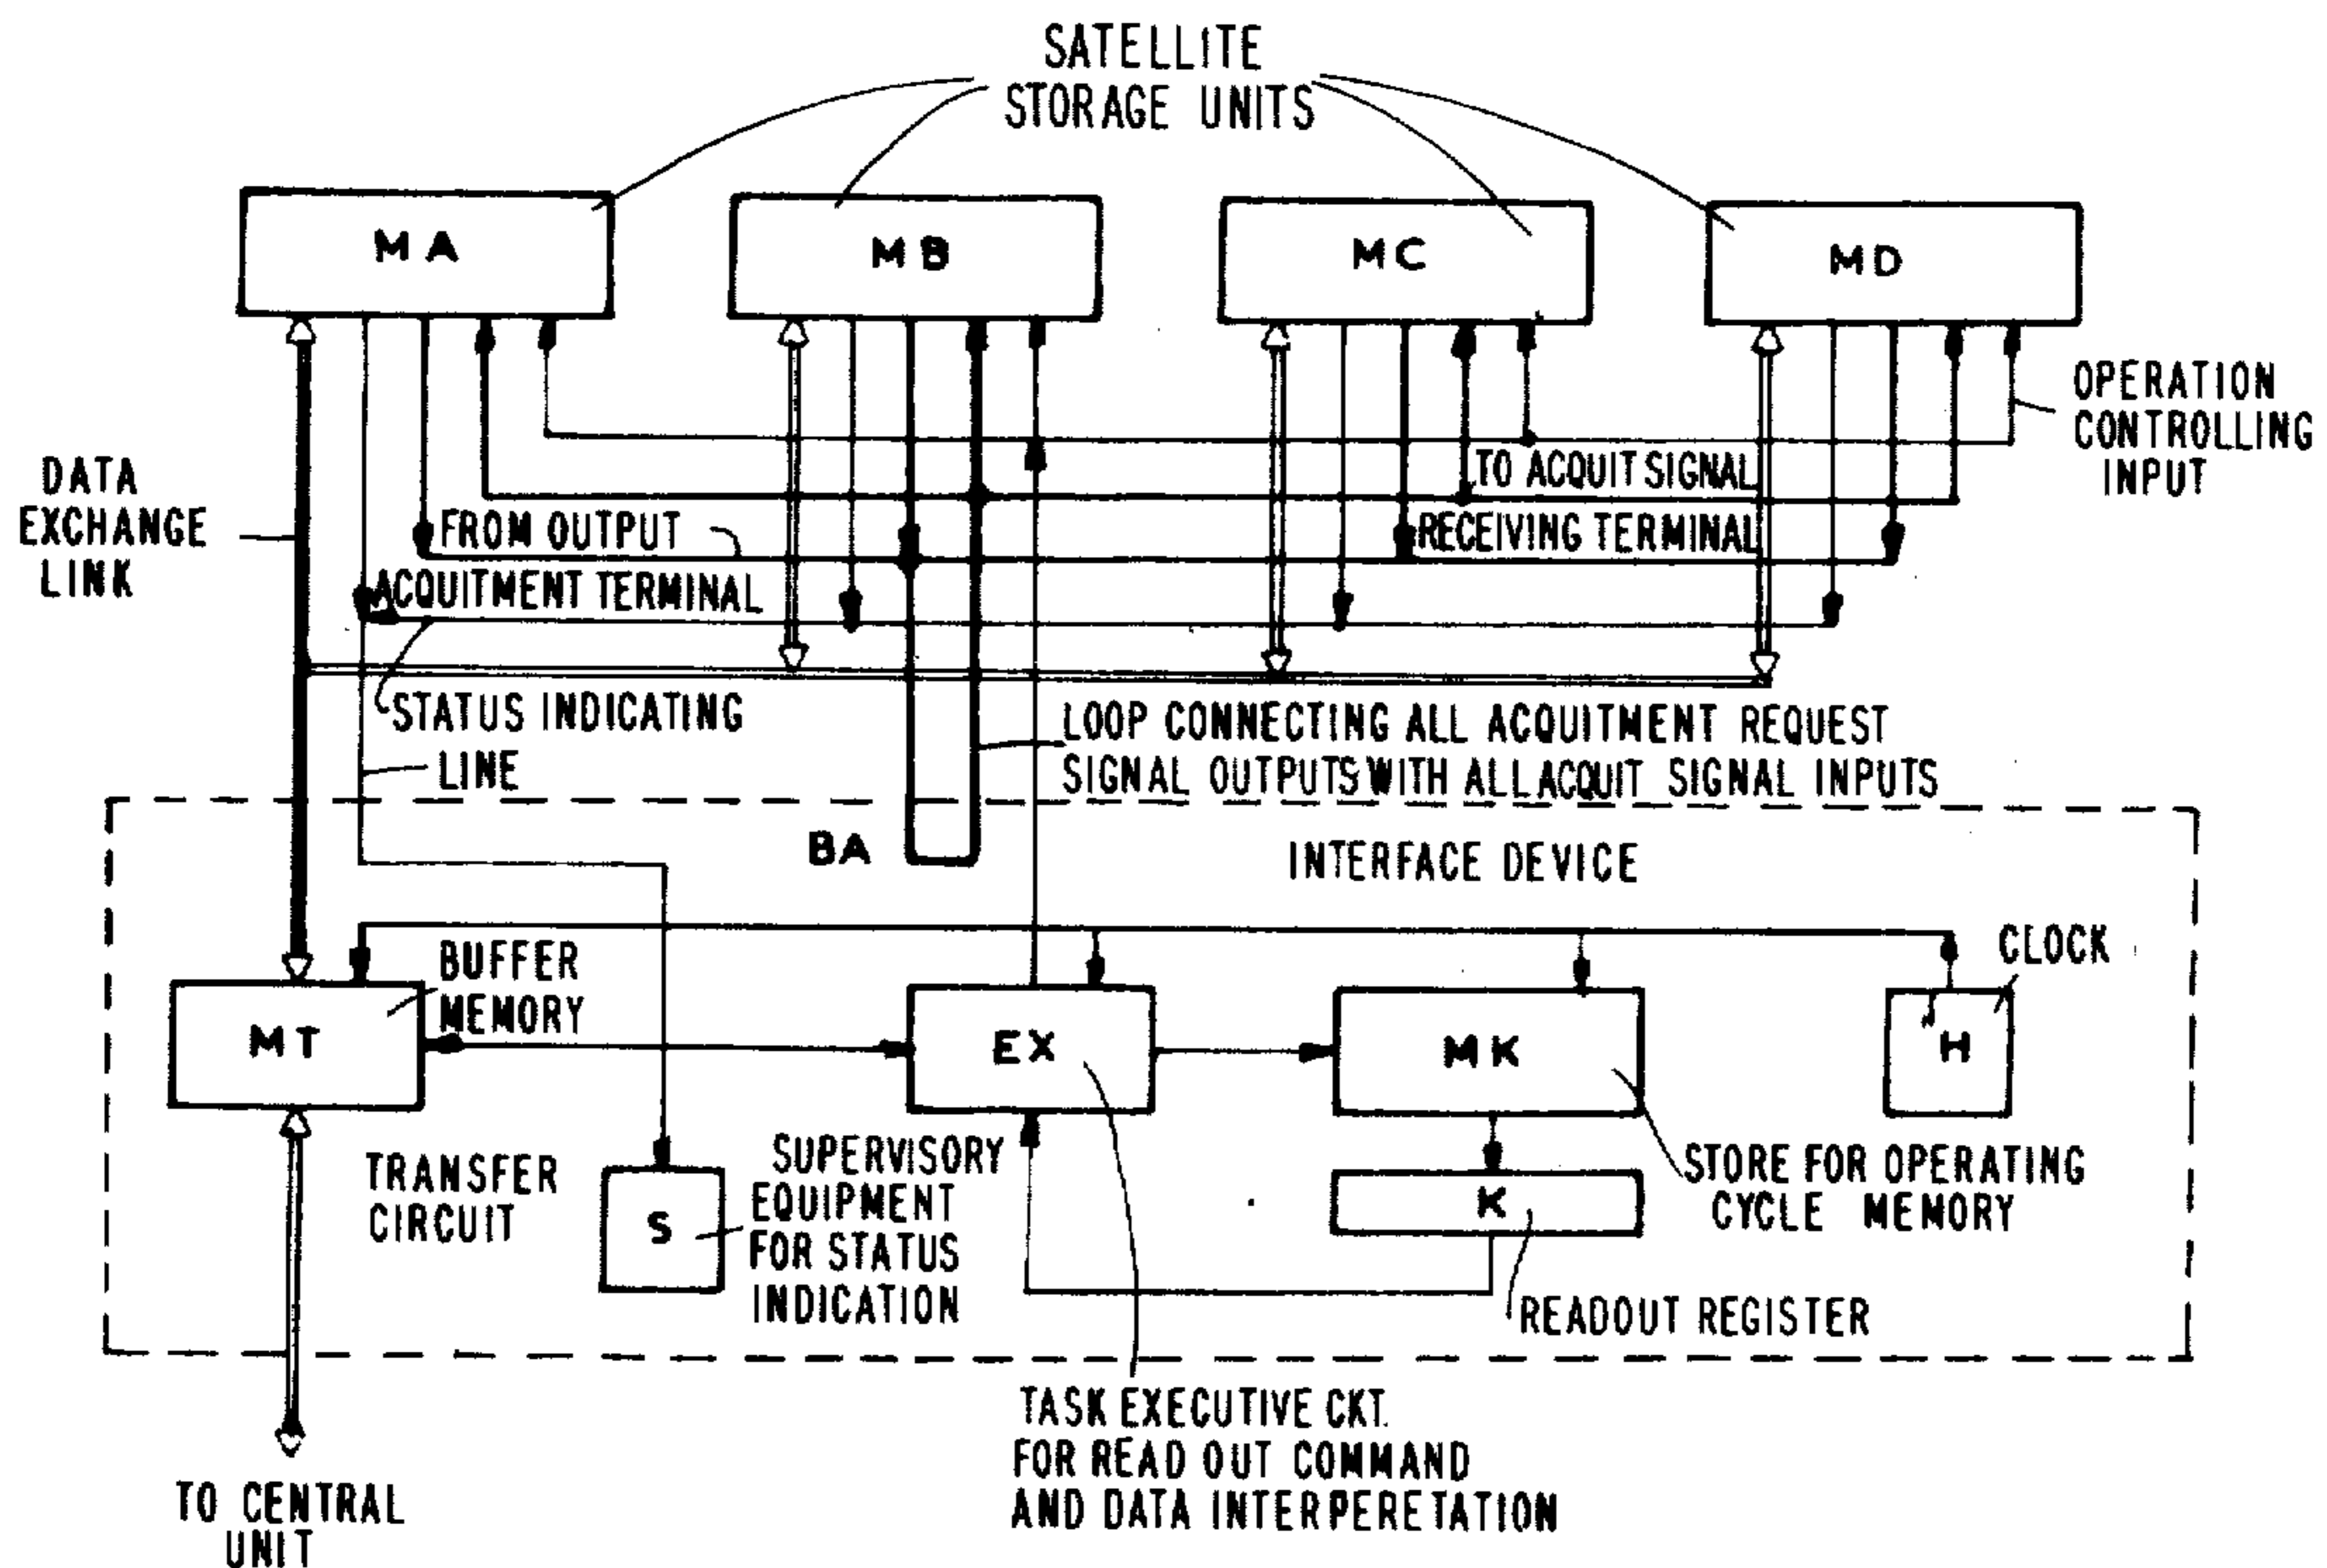 SATELLITE
STORAGE UNITS
MA
MB
MC
MD
OPERATION
CONTROLLING
INPUT
DATA
EXCHANGE
LINK
TO ACQUIT SIGNAL
RECEIVING TERMINAL
FROM OUTPUT
ACQUITMENT TERMINAL
STATUS INDICATING
LINE
LOOP CONNECTING ALL ACQUITMENT REQUEST
SIGNAL OUTPUTS WITH ALL ACQUIT SIGNAL INPUTS
BA
INTERFACE DEVICE
BUFFER
MEMORY
CLOCK
MT
EX
MK
H
TRANSFER
CIRCUIT
S
SUPERVISORY
EQUIPMENT
FOR STATUS
INDICATION
K
STORE FOR OPERATING
CYCLE MEMORY
READOUT REGISTER
TASK EXECUTIVE CKT.
FOR READ OUT COMMAND
AND DATA INTERPERETATION
TO CENTRAL
UNIT